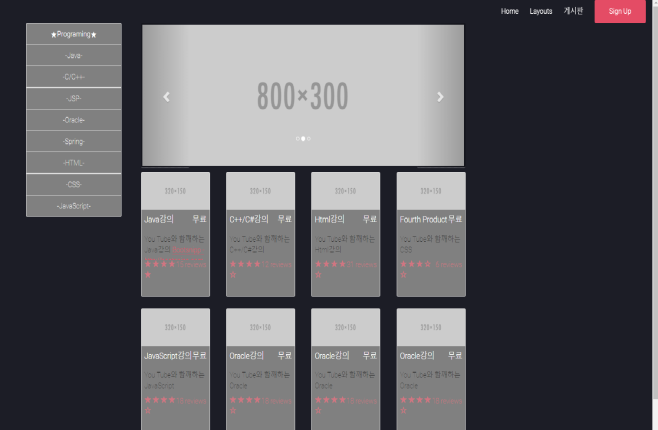 Home Layouts 게시판 Sign Up
★Programing★
-Java-
-C/C++-
-JSP-
-Oracle-
-Spring-
-HTML-
-CSS-
-JavaScript-
800×300
320×150
Java강의 무료
You Tube와 함께하는
Java강의
320×150
C++/C#강의 무료
You Tube와 함께하는
C++/C#강의
320×150
Html강의 무료
You Tube와 함께하는
Html강의
320×150
Fourth Product 무료
You Tube와 함께하는
CSS
320×150
JavaScript강의 무료
You Tube와 함께하는
JavaScript
320×150
Oracle강의 무료
You Tube와 함께하는
Oracle
320×150
Oracle강의 무료
You Tube와 함께하는
Oracle
320×150
Oracle강의 무료
You Tube와 함께하는
Oracle